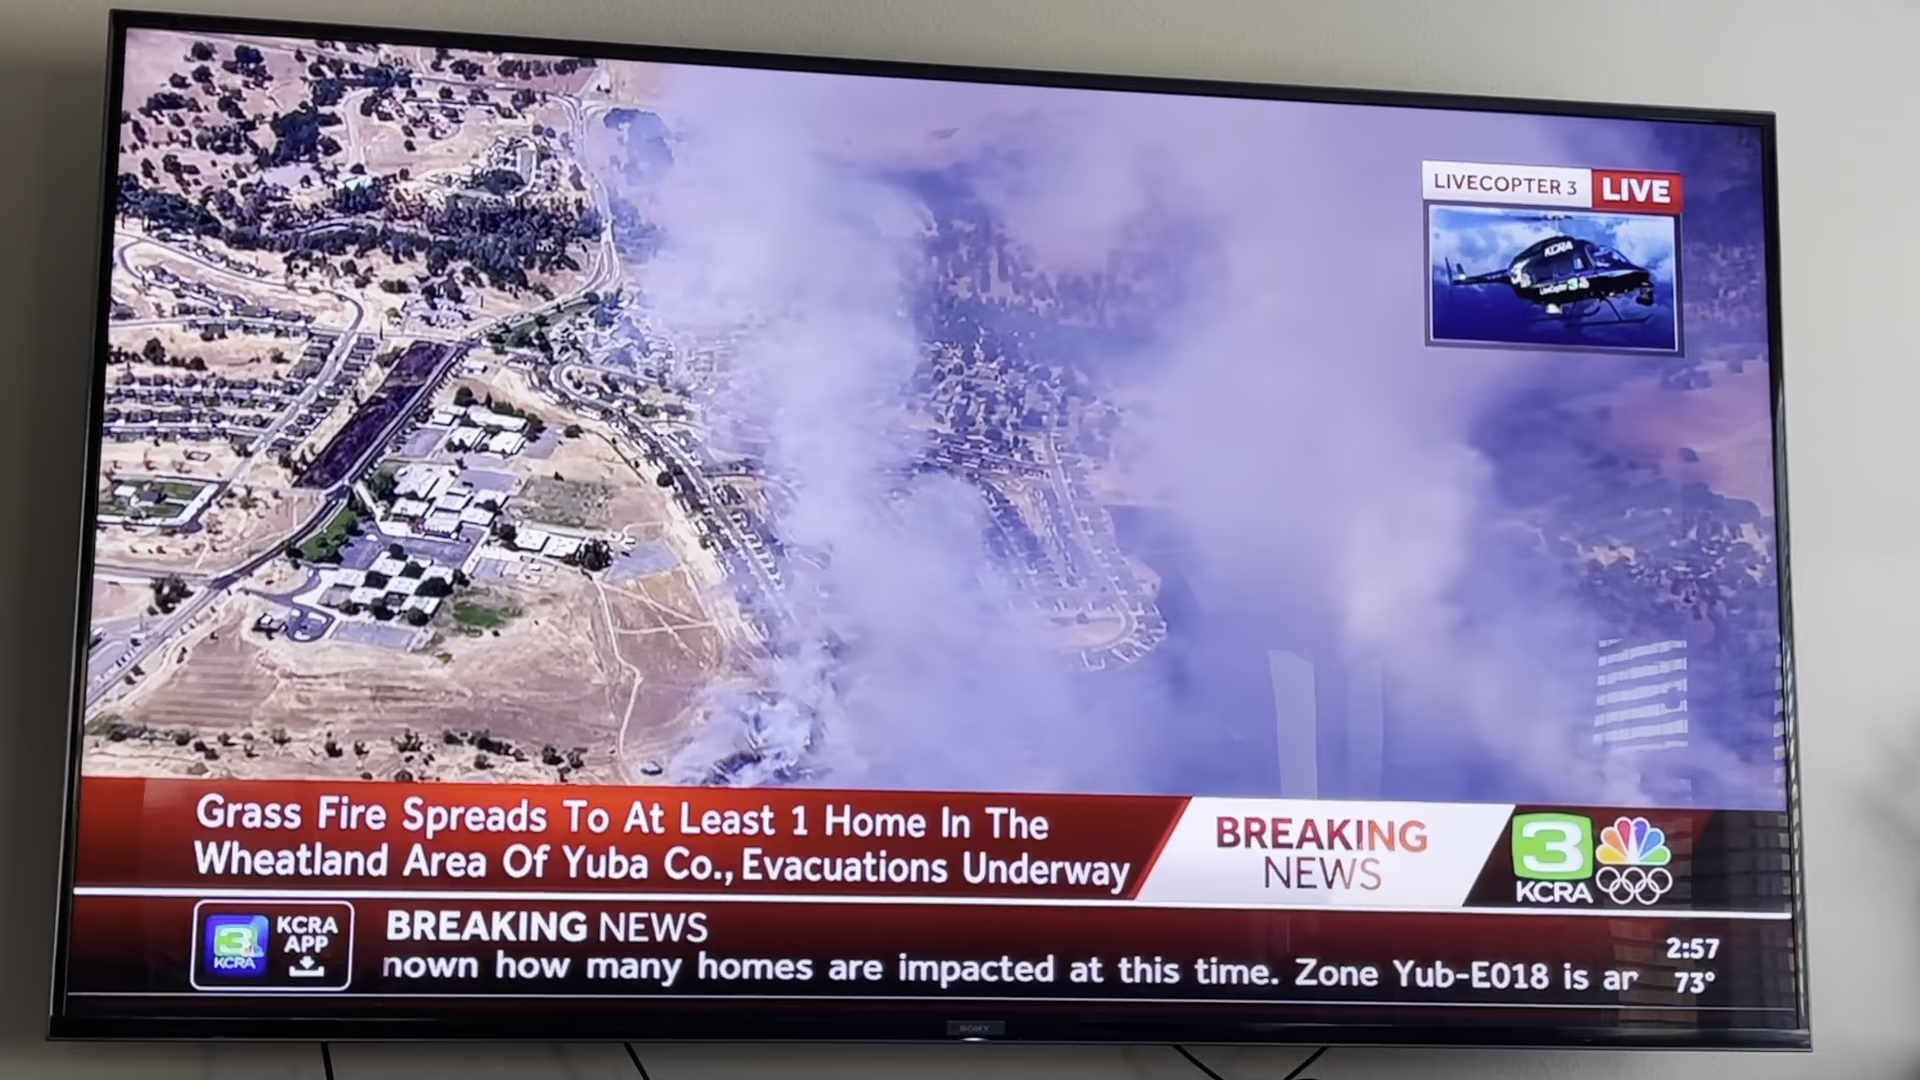 LIVECOPTER 3 LIVE
KCRA
Grass Fire Spreads To At Least 1 Home In The
Wheatland Area Of Yuba Co., Evacuations Underway
BREAKING
NEWS
3
KCRA
3
KCRA
KCRA
APP
BREAKING NEWS
nown how many homes are impacted at this time. Zone Yub-E018 is ar
2:57
73°
SONY